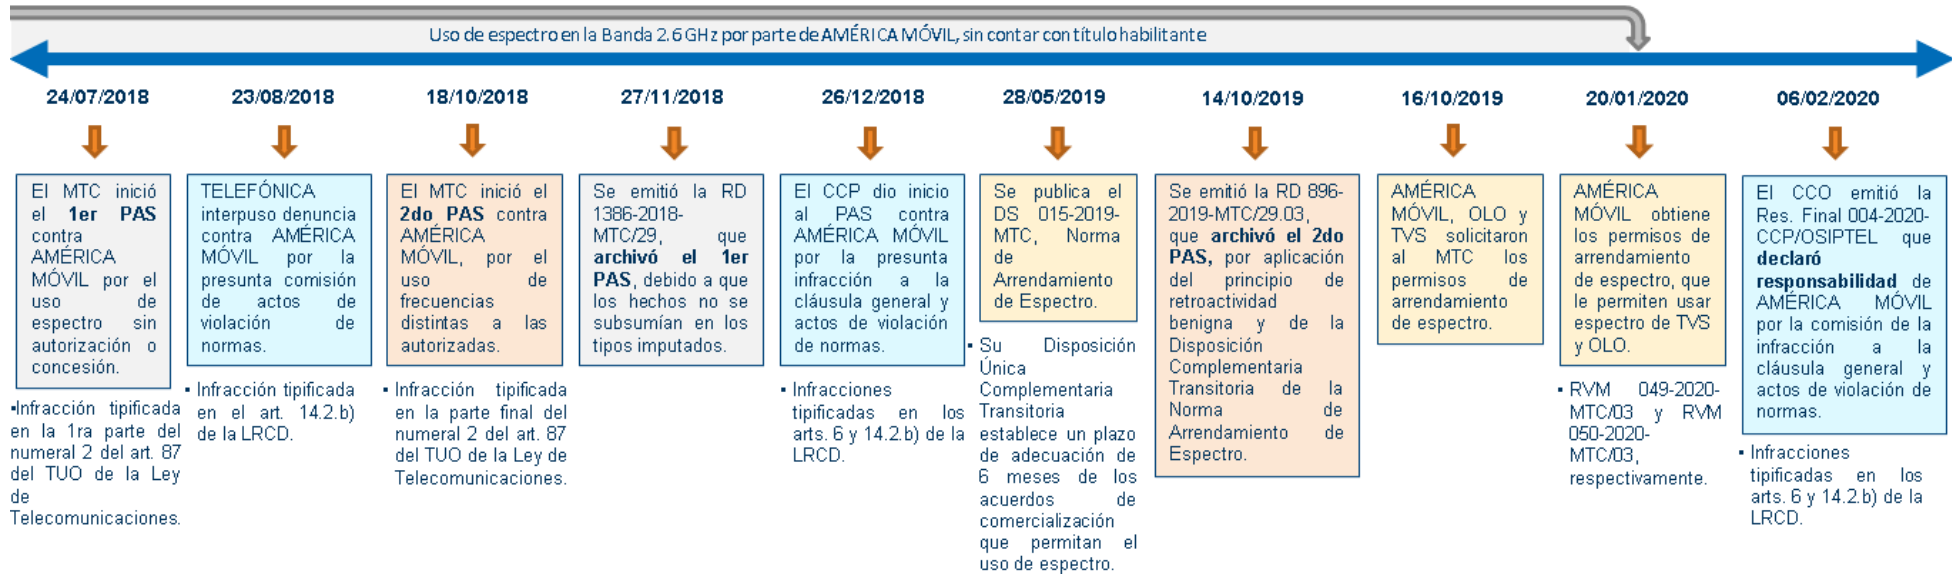 Uso de espectro en la Banda 2.6 GHz por parte de AMÉRICA MÓVIL, sin contar con título habilitante
24/07/2018
El MTC inició
el 1er PAS
contra
AMÉRICA
MÓVIL por el
uso de
espectro sin
autorización o
concesión.
▪Infracción tipificada
en la 1ra parte del
numeral 2 del art. 87
del TUO de la Ley
de
Telecomunicaciones.
23/08/2018
TELEFÓNICA
interpuso denuncia
contra AMÉRICA
MÓVIL por la
presunta comisión
de actos de
violación de
normas.
▪ Infracción tipificada
en el art. 14.2.b)
de la LRCD.
18/10/2018
El MTC inició el
2do PAS contra
AMÉRICA
MÓVIL, por el
uso de
frecuencias
distintas a las
autorizadas.
▪ Infracción tipificada
en la parte final del
numeral 2 del art. 87
del TUO de la Ley de
Telecomunicaciones.
27/11/2018
Se emitió la RD
1386-2018-
MTC/29, que
archivó el 1er
PAS, debido a que
los hechos no se
subsumían en los
tipos imputados.
26/12/2018
El CCP dio inicio
al PAS contra
AMÉRICA MÓVIL
por la presunta
infracción a la
cláusula general y
actos de violación
de normas.
▪ Infracciones
tipificadas en los
arts. 6 y 14.2.b) de la
LRCD.
28/05/2019
Se publica el
DS 015-2019-
MTC, Norma
de
Arrendamiento
de Espectro.
▪ Su Disposición
Única
Complementaria
Transitoria
establece un plazo
de adecuación de
6 meses de los
acuerdos de
comercialización
que permitan el
uso de espectro.
14/10/2019
Se emitió la RD 896-
2019-MTC/29.03,
que archivó el 2do
PAS, por aplicación
del principio de
retroactividad
benigna y de la
Disposición
Complementaria
Transitoria de la
Norma de
Arrendamiento de
Espectro.
16/10/2019
AMÉRICA
MÓVIL, OLO y
TVS solicitaron
al MTC los
permisos de
arrendamiento
de espectro.
20/01/2020
AMÉRICA
MÓVIL obtiene
los permisos de
arrendamiento
de espectro, que
le permiten usar
espectro de TVS
y OLO.
▪ RVM 049-2020-
MTC/03 y RVM
050-2020-
MTC/03,
respectivamente.
06/02/2020
El CCO emitió la
Res. Final 004-2020-
CCP/OSIPTEL que
declaró
responsabilidad de
AMÉRICA MÓVIL
por la comisión de la
infracción a la
cláusula general y
actos de violación de
normas.
▪ Infracciones
tipificadas en los
arts. 6 y 14.2.b) de la
LRCD.